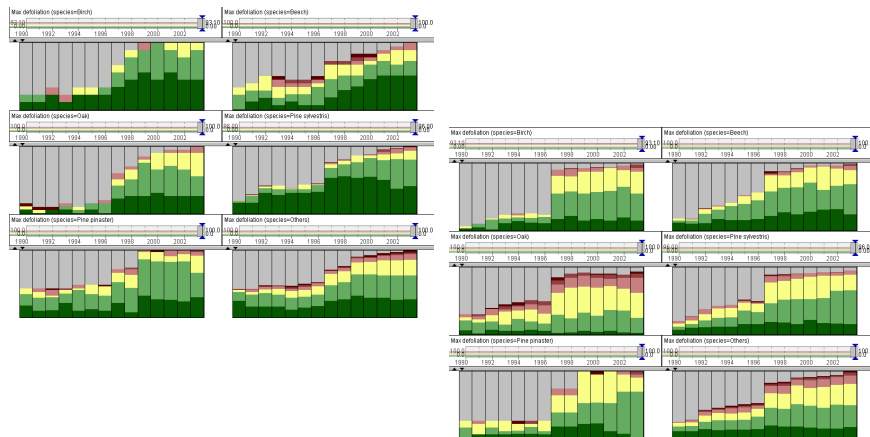 Max defoliation (species=Birch)
Max defoliation (species=Beech)
100.0
0.0
1990 1992 1994 1996 1998 2000 2002
1990 1992 1994 1996 1998 2000 2002
Max defoliation (species=Oak)
Max defoliation (species=Pine sylvestris)
1990 1992 1994 1996 1998 2000 2002
1990 1992 1994 1996 1998 2000 2002
Max defoliation (species=Pine pinaster)
Max defoliation (species=Others)
1990 1992 1994 1996 1998 2000 2002
1990 1992 1994 1996 1998 2000 2002
Max defoliation (species=Birch)
Max defoliation (species=Beech)
1990 1992 1994 1996 1998 2000 2002
1990 1992 1994 1996 1998 2000 2002
Max defoliation (species=Oak)
Max defoliation (species=Pine sylvestris)
1990 1992 1994 1996 1998 2000 2002
1990 1992 1994 1996 1998 2000 2002
Max defoliation (species=Pine pinaster)
Max defoliation (species=Others)
1990 1992 1994 1996 1998 2000 2002
1990 1992 1994 1996 1998 2000 2002